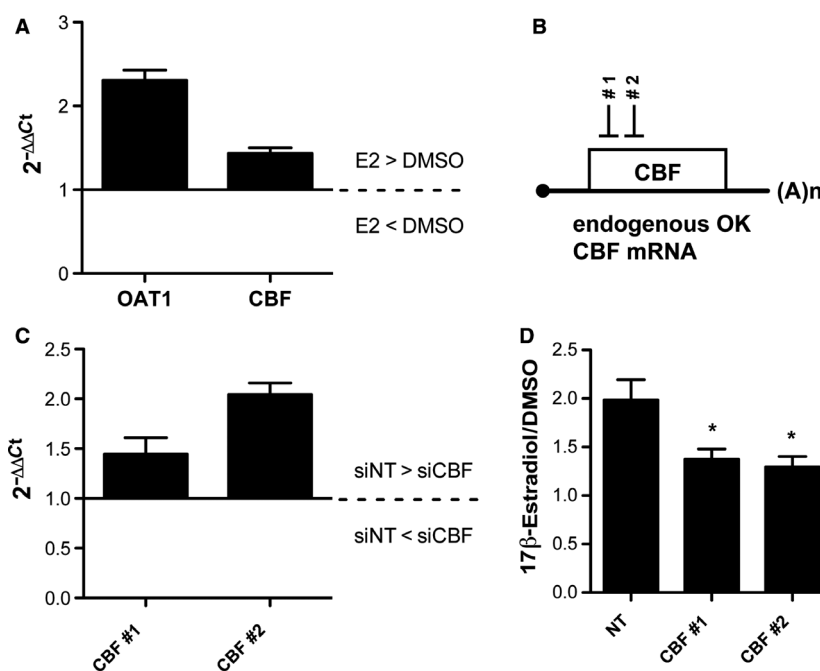 A
3
2
1
0
2-ΔΔCt
E2 > DMSO
E2 < DMSO
OAT1 CBF
B
# 1
# 2
CBF
(A)n
endogenous OK
CBF mRNA
C
2.5
2.0
1.5
1.0
0.5
0.0
2-ΔΔCt
siNT > siCBF
siNT < siCBF
CBF #1
CBF #2
D
17β-Estradiol/DMSO
2.5
2.0
1.5
1.0
0.5
0.0
*
*
NT
CBF #1
CBF #2